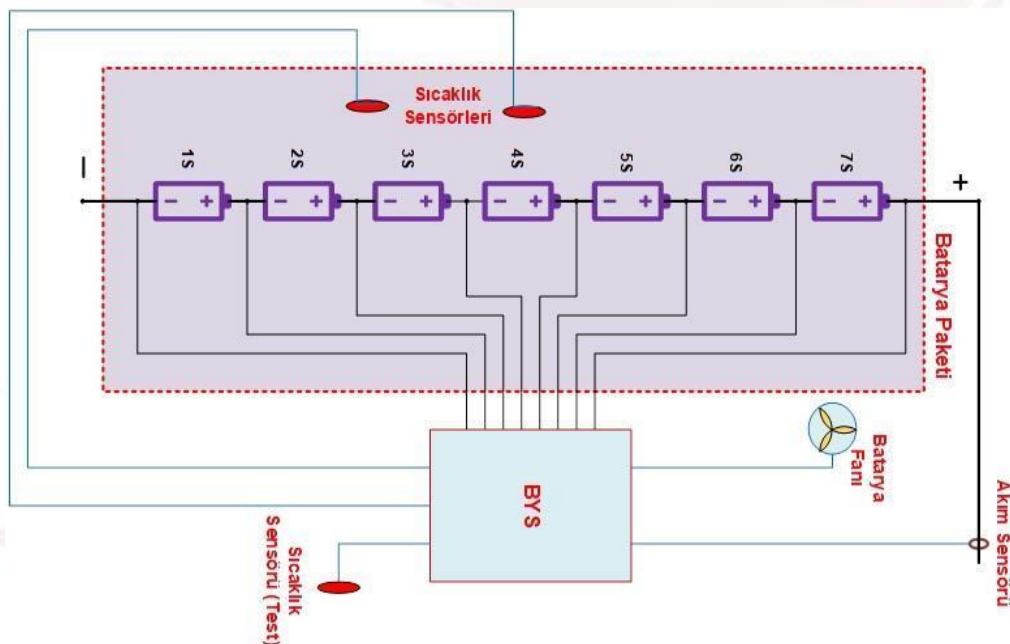 Sıcaklık
Sensörleri
1S
2S
3S
4S
5S
6S
7S
−
+
− +
− +
− +
− +
− +
− +
− +
Batarya Paketi
Batarya
Fanı
BYS
Akım Sensörü
Sıcaklık
Sensörü (Test)